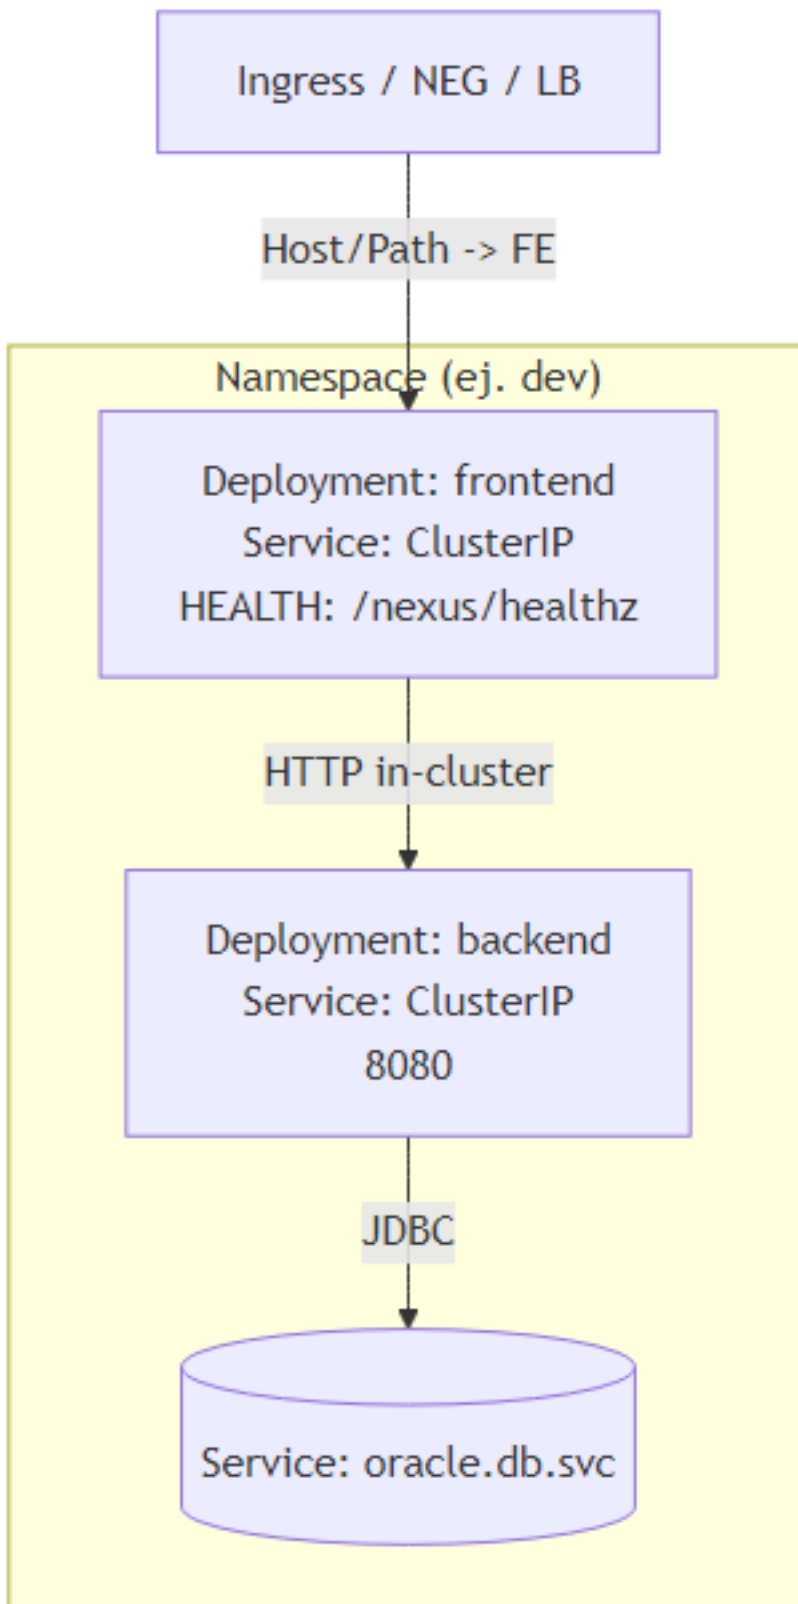 Ingress / NEG / LB
Host/Path -> FE
Namespace (ej. dev)
Deployment: frontend
Service: ClusterIP
HEALTH: /nexus/healthz
HTTP in-cluster
Deployment: backend
Service: ClusterIP
8080
JDBC
Service: oracle.db.svc